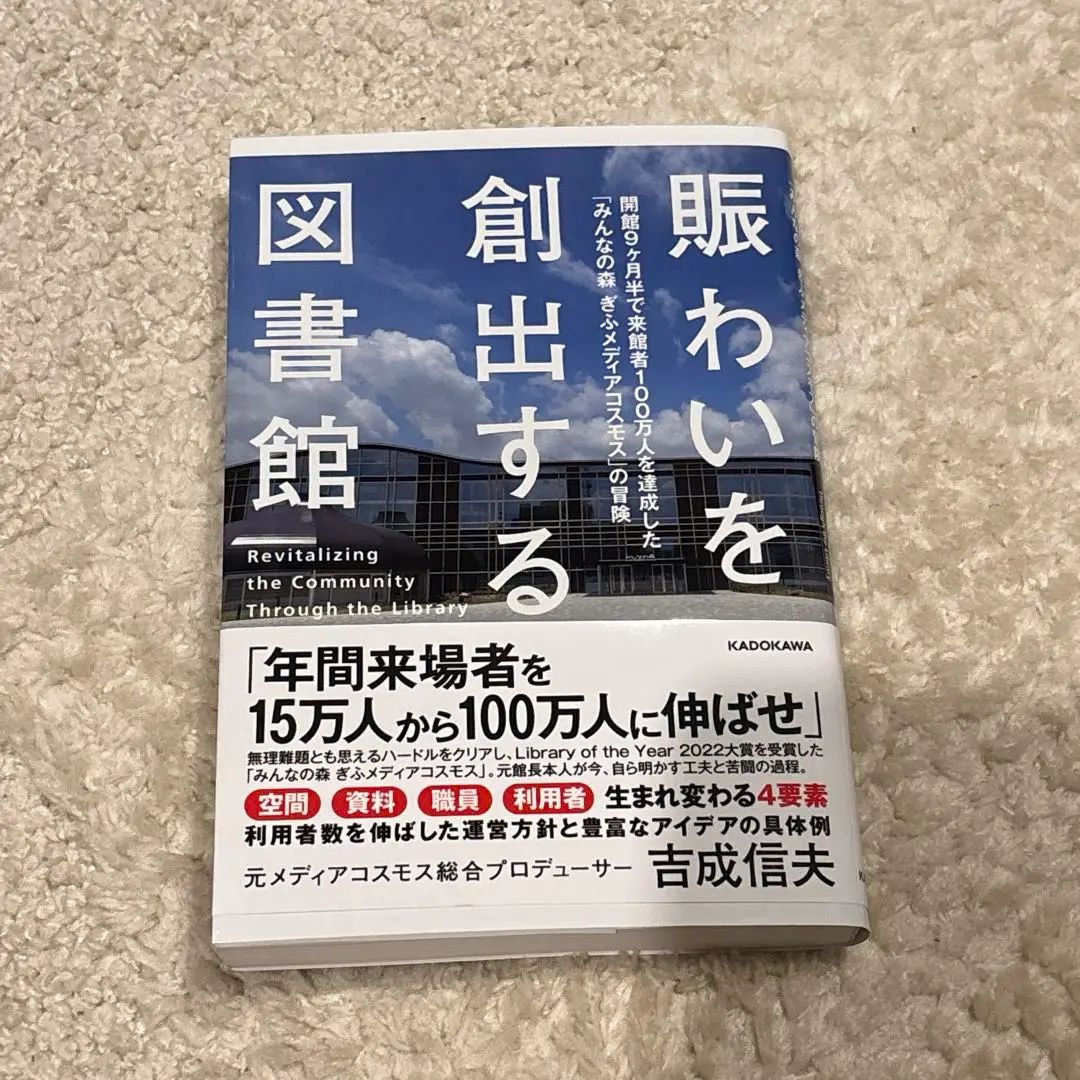 賑わいを
創出する
図書館
開館9ヶ月半で来館者100万人を達成した
「みんなの森 ぎふメディアコスモス」の冒険
Revitalizing
the Community
Through the Library
KADOKAWA
「年間来場者を
15万人から100万人に伸ばせ」
無理難題とも思えるハードルをクリアし、Library of the Year 2022大賞を受賞した
「みんなの森 ぎふメディアコスモス」。元館長本人が今、自ら明かす工夫と苦闘の過程。
空間 資料 職員 利用者 生まれ変わる4要素
利用者数を伸ばした運営方針と豊富なアイデアの具体例
元メディアコスモス総合プロデューサー 吉成信夫